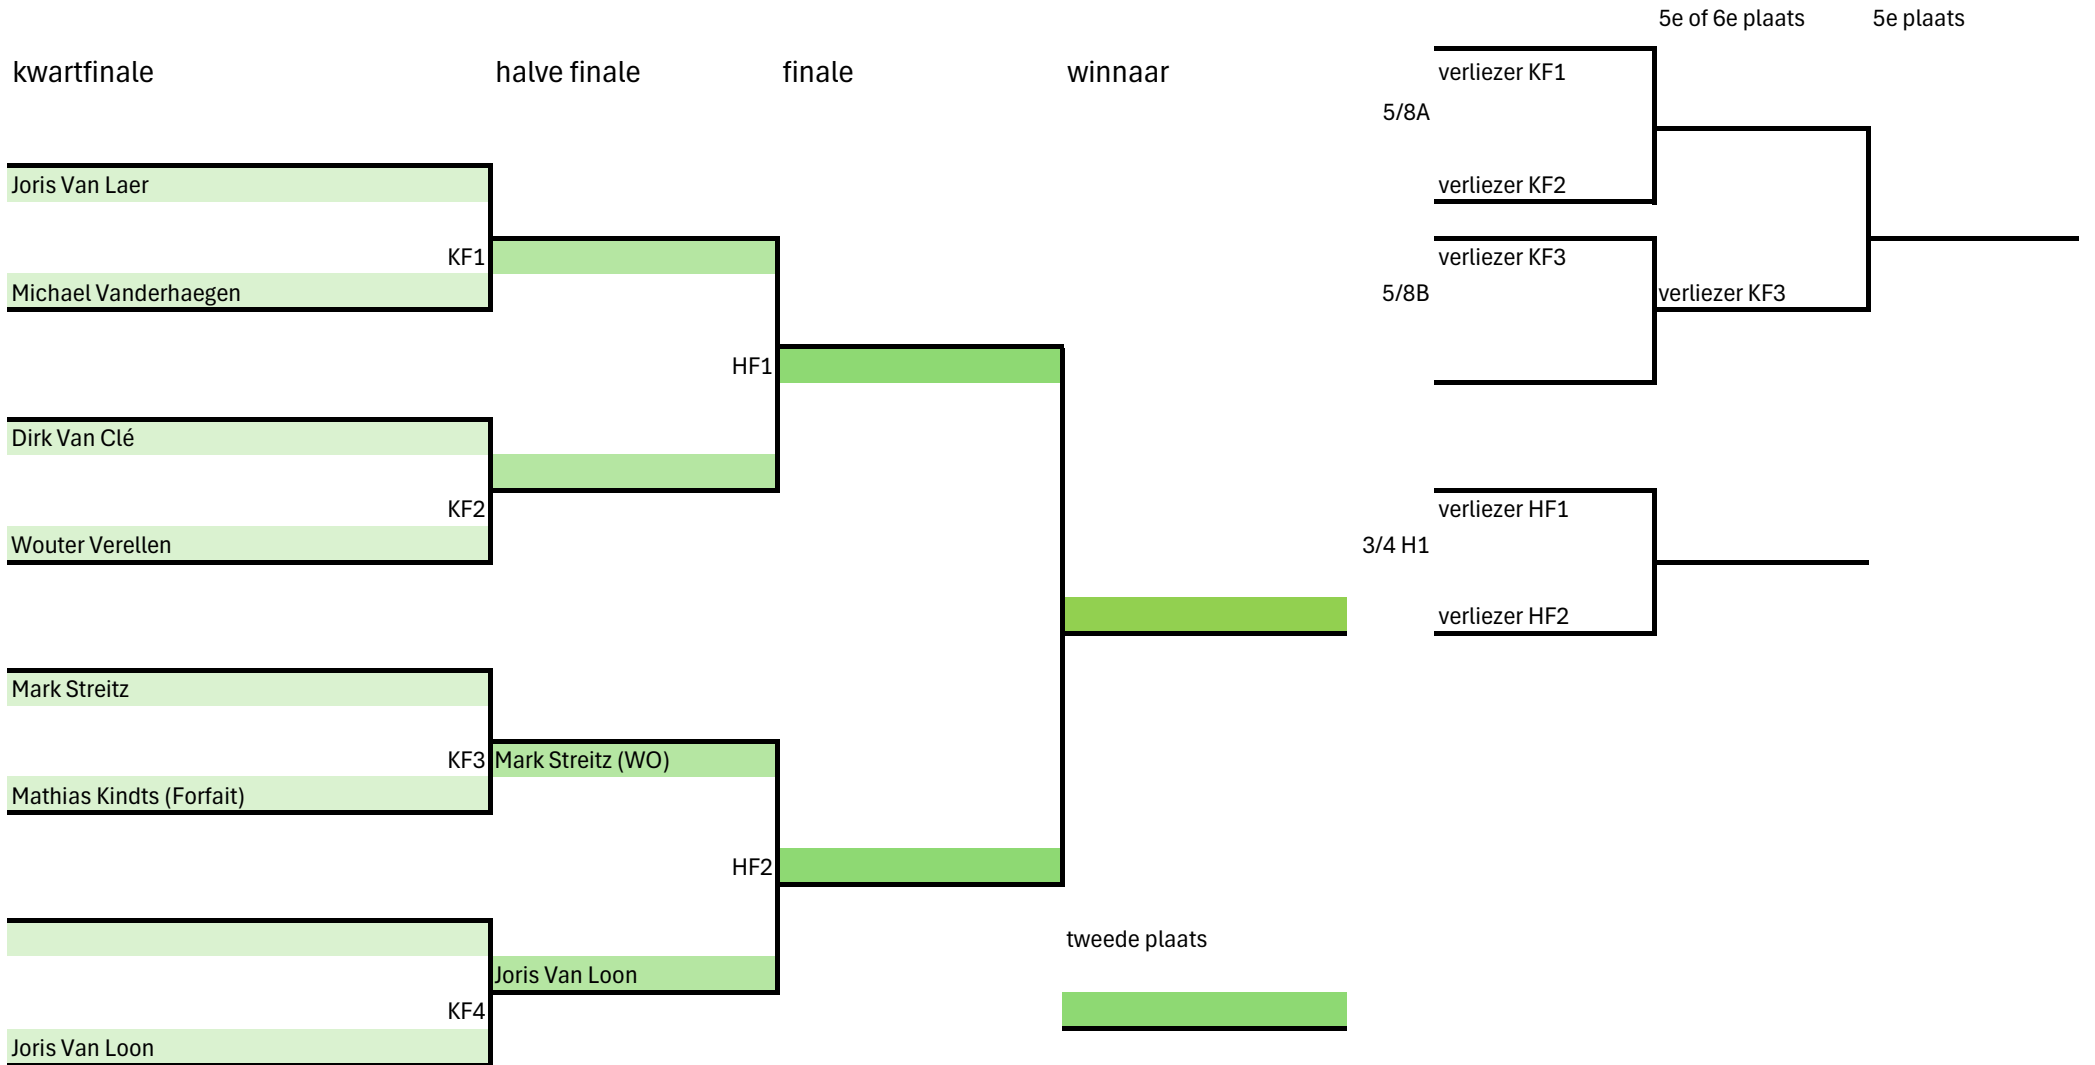 5e of 6e plaats
5e plaats
kwartfinale
halve finale
finale
winnaar
verliezer KF1
5/8A
Joris Van Laer
verliezer KF2
KF1
verliezer KF3
Michael Vanderhaegen
5/8B
verliezer KF3
HF1
Dirk Van Clé
KF2
verliezer HF1
Wouter Verellen
3/4 H1
verliezer HF2
Mark Streitz
KF3
Mark Streitz (WO)
Mathias Kindts (Forfait)
HF2
tweede plaats
Joris Van Loon
KF4
Joris Van Loon